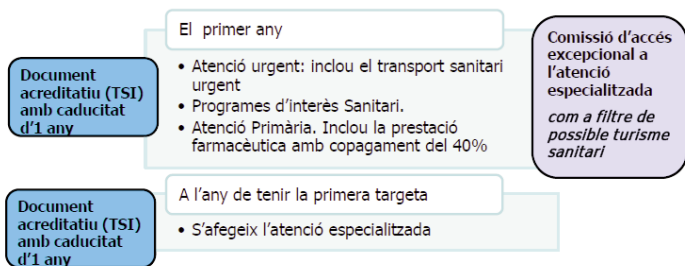 Document
acreditatiu (TSI)
amb caducitat
d'1 any
El primer any
• Atenció urgent: inclou el transport sanitari
urgent
• Programes d'interès Sanitari.
• Atenció Primària. Inclou la prestació
farmacèutica amb copagament del 40%
Comissió d'accés
excepcional a
l'atenció
especialitzada
com a filtre de
possible turisme
sanitari
Document
acreditatiu (TSI)
amb caducitat
d'1 any
A l'any de tenir la primera targeta
• S'afegeix l'atenció especialitzada